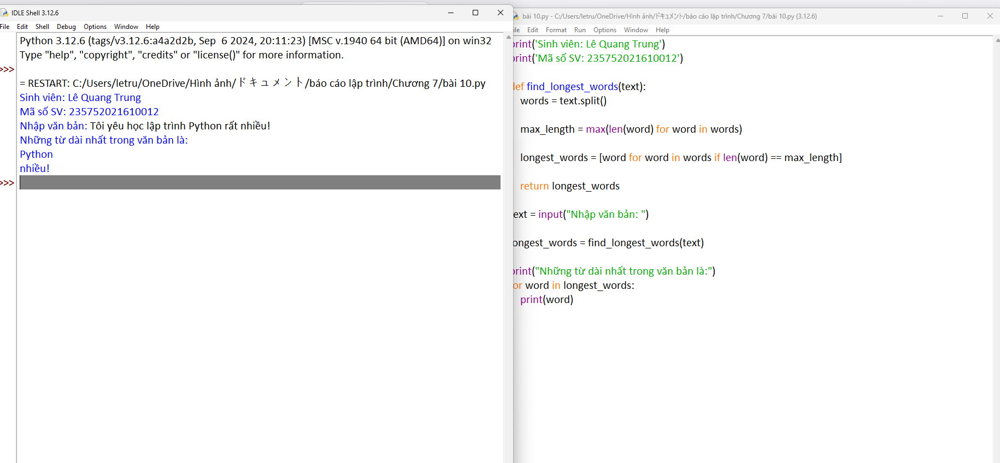 IDLE Shell 3.12.6
File Edit Shell Debug Options Window Help
Python 3.12.6 (tags/v3.12.6:a4a2d2b, Sep  6 2024, 20:11:23) [MSC v.1940 64 bit (AMD64)] on win32
Type "help", "copyright", "credits" or "license()" for more information.
>>>
= RESTART: C:/Users/letru/OneDrive/Hình ảnh/ドキュメント/báo cáo lập trình/Chương 7/bài 10.py
Sinh viên: Lê Quang Trung
Mã số SV: 235752021610012
Nhập văn bản: Tôi yêu học lập trình Python rất nhiều!
Những từ dài nhất trong văn bản là:
Python
nhiều!
>>>
bài 10.py - C:/Users/letru/OneDrive/Hình ảnh/ドキュメント/báo cáo lập trình/Chương 7/bài 10.py (3.12.6)
ile Edit Format Run Options Window Help
print('Sinh viên: Lê Quang Trung')
print('Mã số SV: 235752021610012')
def find_longest_words(text):
words = text.split()
max_length = max(len(word) for word in words)
longest_words = [word for word in words if len(word) == max_length]
return longest_words
ext = input("Nhập văn bản: ")
ongest_words = find_longest_words(text)
print("Những từ dài nhất trong văn bản là:")
or word in longest_words:
print(word)